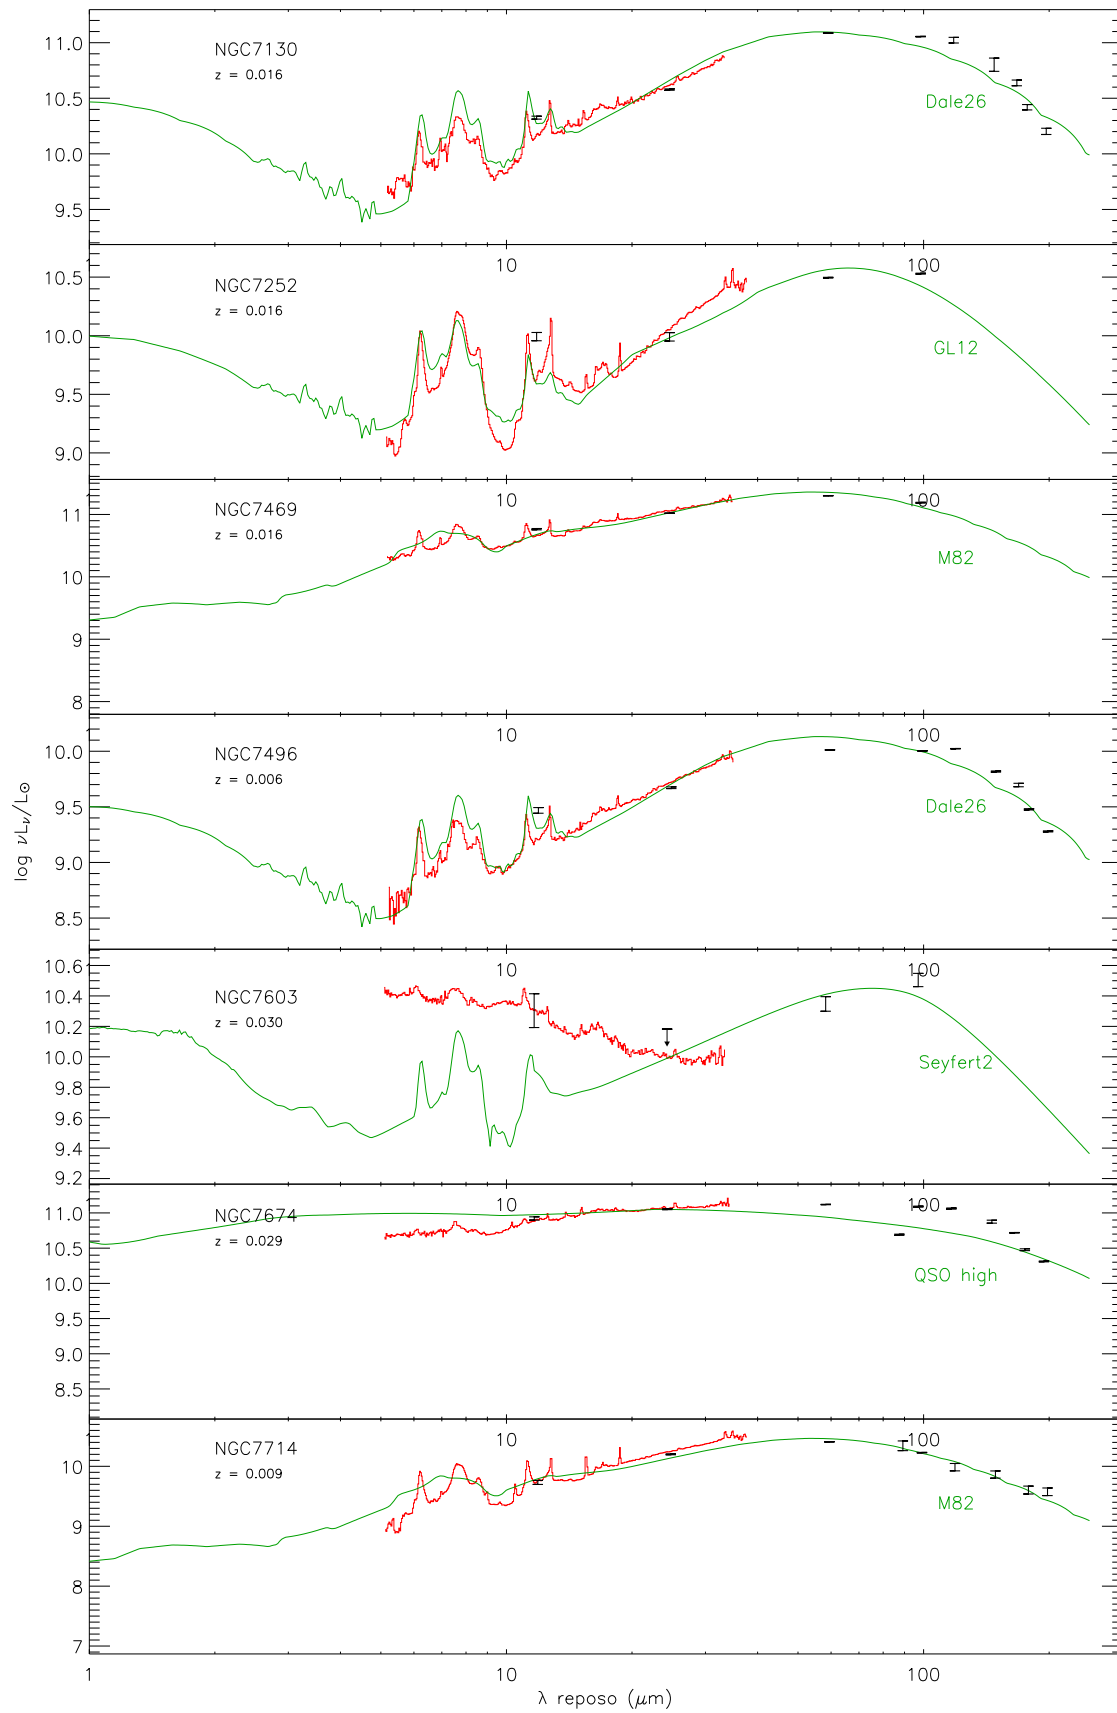 11.0
NGC7130
z = 0.016
10.5
Dale26
10.0
9.5
10
100
10.5
NGC7252
z = 0.016
10.0
GL12
9.5
9.0
10
100
NGC7469
11
z = 0.016
M82
10
9
8
10
100
10.0
NGC7496
z = 0.006
9.5
Dale26
9.0
8.5
log νLν/L⊙
10.6
10
100
NGC7603
10.4
z = 0.030
10.2
10.0
Seyfert2
9.8
9.6
9.4
9.2
10
100
11.0
NGC7674
z = 0.029
10.5
QSO high
10.0
9.5
9.0
8.5
10
100
NGC7714
10
z = 0.009
M82
9
8
7
1
10
100
λ reposo (μm)